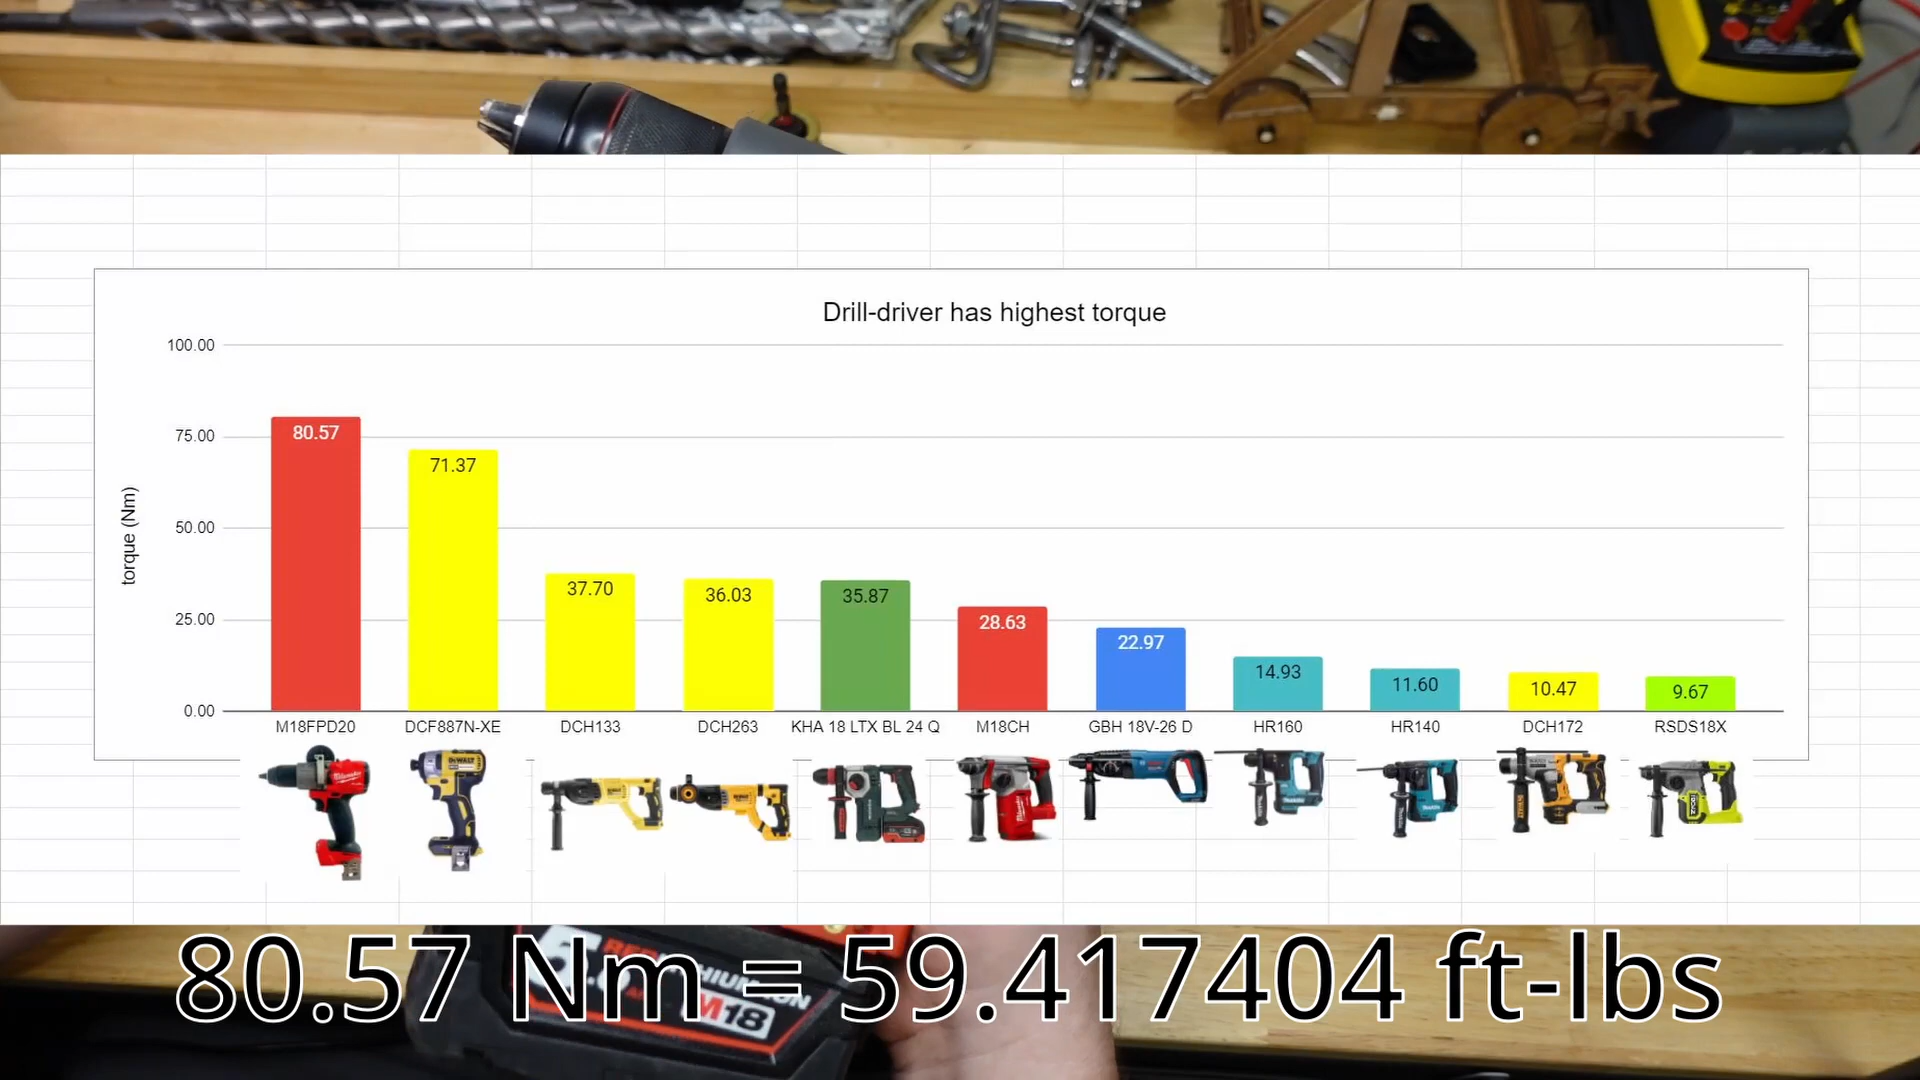 Drill-driver has highest torque
torque (Nm)
100.00
75.00
50.00
25.00
0.00
80.57
71.37
37.70
36.03
35.87
28.63
22.97
14.93
11.60
10.47
9.67
M18FPD20
DCF887N-XE
DCH133
DCH263
KHA 18 LTX BL 24 Q
M18CH
GBH 18V-26 D
HR160
HR140
DCH172
RSDS18X
80.57 Nm = 59.417404 ft-lbs
M18